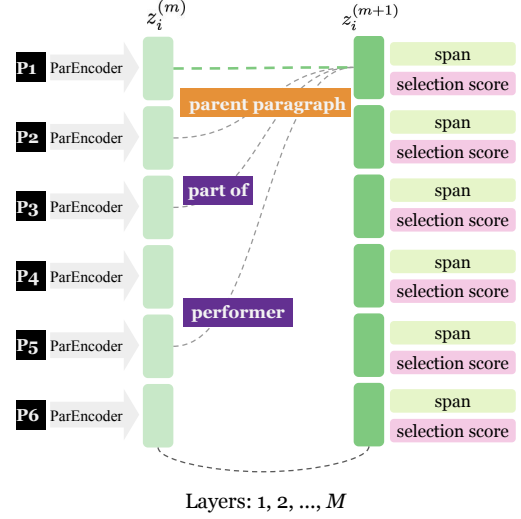 z_i^{(m)} z_i^{(m+1)}
P1 ParEncoder span
selection score
parent paragraph
P2 ParEncoder span
selection score
P3 ParEncoder part of span
selection score
P4 ParEncoder span
selection score
performer
P5 ParEncoder span
selection score
P6 ParEncoder span
selection score
Layers: 1, 2, ..., M